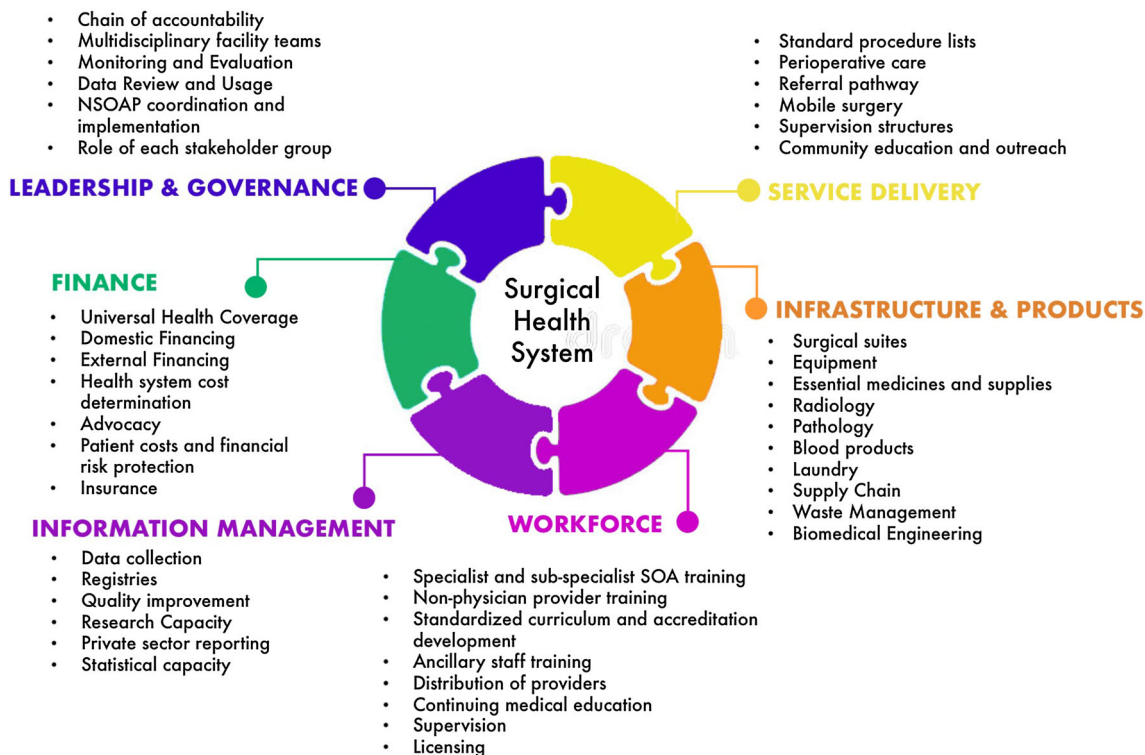 • Chain of accountability
• Multidisciplinary facility teams
• Monitoring and Evaluation
• Data Review and Usage
• NSOAP coordination and
implementation
• Role of each stakeholder group
LEADERSHIP & GOVERNANCE
• Standard procedure lists
• Perioperative care
• Referral pathway
• Mobile surgery
• Supervision structures
• Community education and outreach
SERVICE DELIVERY
Surgical
Health
System
FINANCE
• Universal Health Coverage
• Domestic Financing
• External Financing
• Health system cost
determination
• Advocacy
• Patient costs and financial
risk protection
• Insurance
INFRASTRUCTURE & PRODUCTS
• Surgical suites
• Equipment
• Essential medicines and supplies
• Radiology
• Pathology
• Blood products
• Laundry
• Supply Chain
• Waste Management
• Biomedical Engineering
INFORMATION MANAGEMENT
• Data collection
• Registries
• Quality improvement
• Research Capacity
• Private sector reporting
• Statistical capacity
WORKFORCE
• Specialist and sub-specialist SOA training
• Non-physician provider training
• Standardized curriculum and accreditation
development
• Ancillary staff training
• Distribution of providers
• Continuing medical education
• Supervision
• Licensing